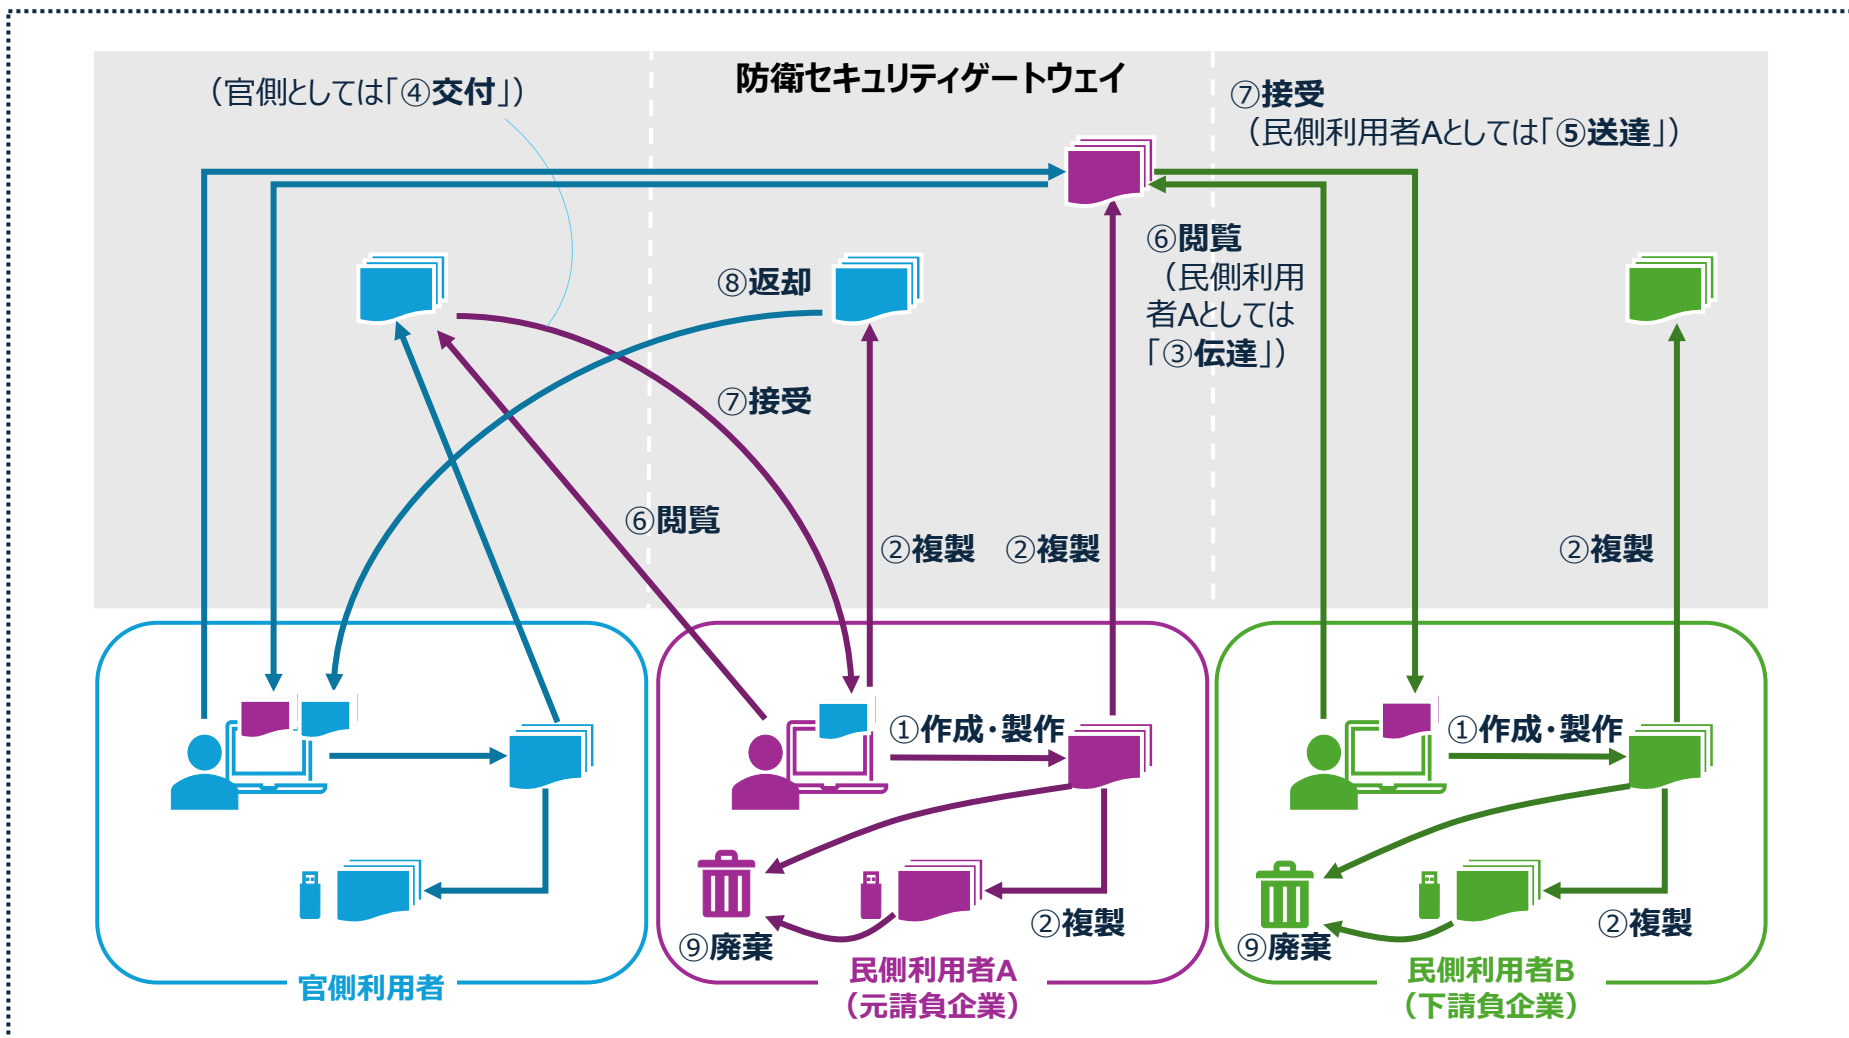 防衛セキュリティゲートウェイ
（官側としては「④交付」）
⑦接受
（民側利用者Aとしては「⑤送達」）
⑥閲覧
（民側利用
者Aとしては
「③伝達」）
⑧返却
⑦接受
⑥閲覧
②複製
②複製
②複製
①作成・製作
①作成・製作
②複製
②複製
⑨廃棄
⑨廃棄
官側利用者
民側利用者A
（元請負企業）
民側利用者B
（下請負企業）